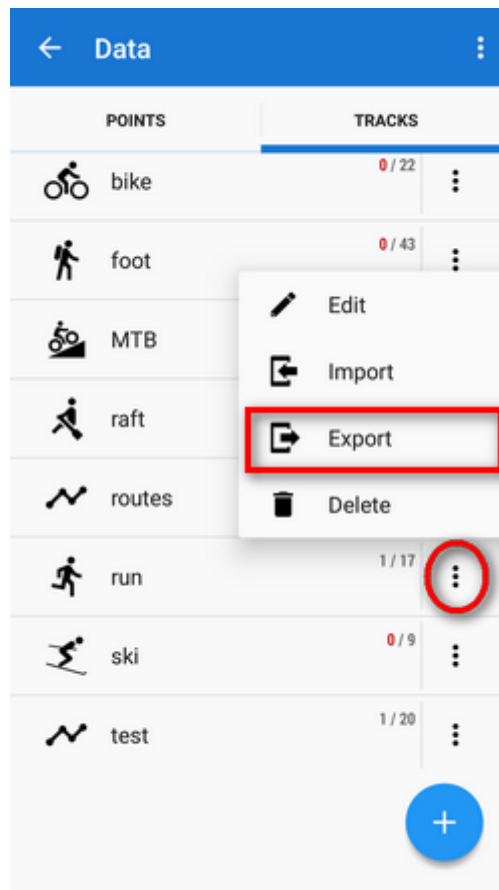 Data
POINTS
TRACKS
bike
0 / 22
foot
0 / 43
MTB
Edit
Import
raft
Export
routes
Delete
run
1 / 17
ski
0 / 9
test
1 / 20